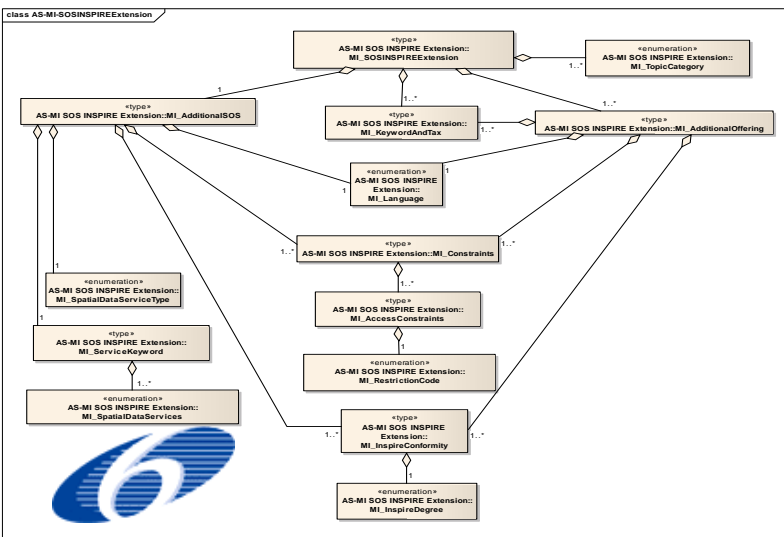 class AS-MI-SOSINSPIREExtension
«type»
AS-MI SOS INSPIRE Extension::
MI_SOSINSPIREExtension
«enumeration»
AS-MI SOS INSPIRE Extension::
MI_TopicCategory
1..*
1
1..*
1..*
«type»
AS-MI SOS INSPIRE Extension::MI_AdditionalSOS
«type»
AS-MI SOS INSPIRE Extension::
MI_KeywordAndTax
1..*
«type»
AS-MI SOS INSPIRE Extension::MI_AdditionalOffering
«enumeration»
AS-MI SOS INSPIRE
Extension::
MI_Language
1
1
«type»
AS-MI SOS INSPIRE Extension::MI_Constraints
1..*
1..*
1
«enumeration»
AS-MI SOS INSPIRE Extension::
MI_SpatialDataServiceType
1..*
«type»
AS-MI SOS INSPIRE Extension::
MI_AccessConstraints
1
«type»
AS-MI SOS INSPIRE Extension::
MI_ServiceKeyword
1
«enumeration»
AS-MI SOS INSPIRE Extension::
MI_RestrictionCode
1..*
«enumeration»
AS-MI SOS INSPIRE Extension::
MI_SpatialDataServices
«type»
AS-MI SOS INSPIRE
Extension::
MI_InspireConformity
1..*
1..*
1
«enumeration»
AS-MI SOS INSPIRE Extension::
MI_InspireDegree
6